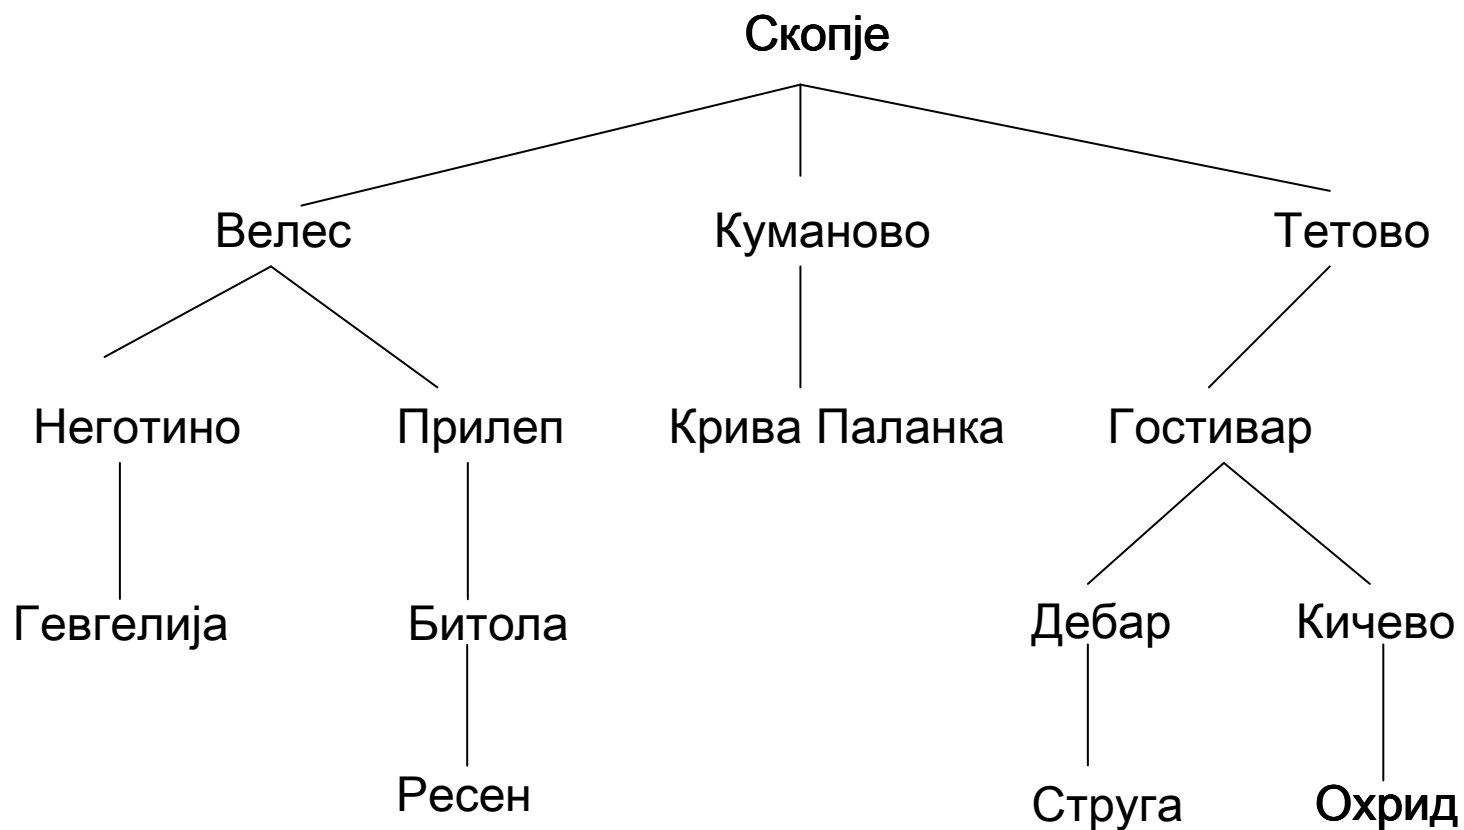 Скопје
Велес Куманово Тетово
Неготино Прилеп Крива Паланка Гостивар
Гевгелија Битола Дебар Кичево
Ресен Струга Охрид